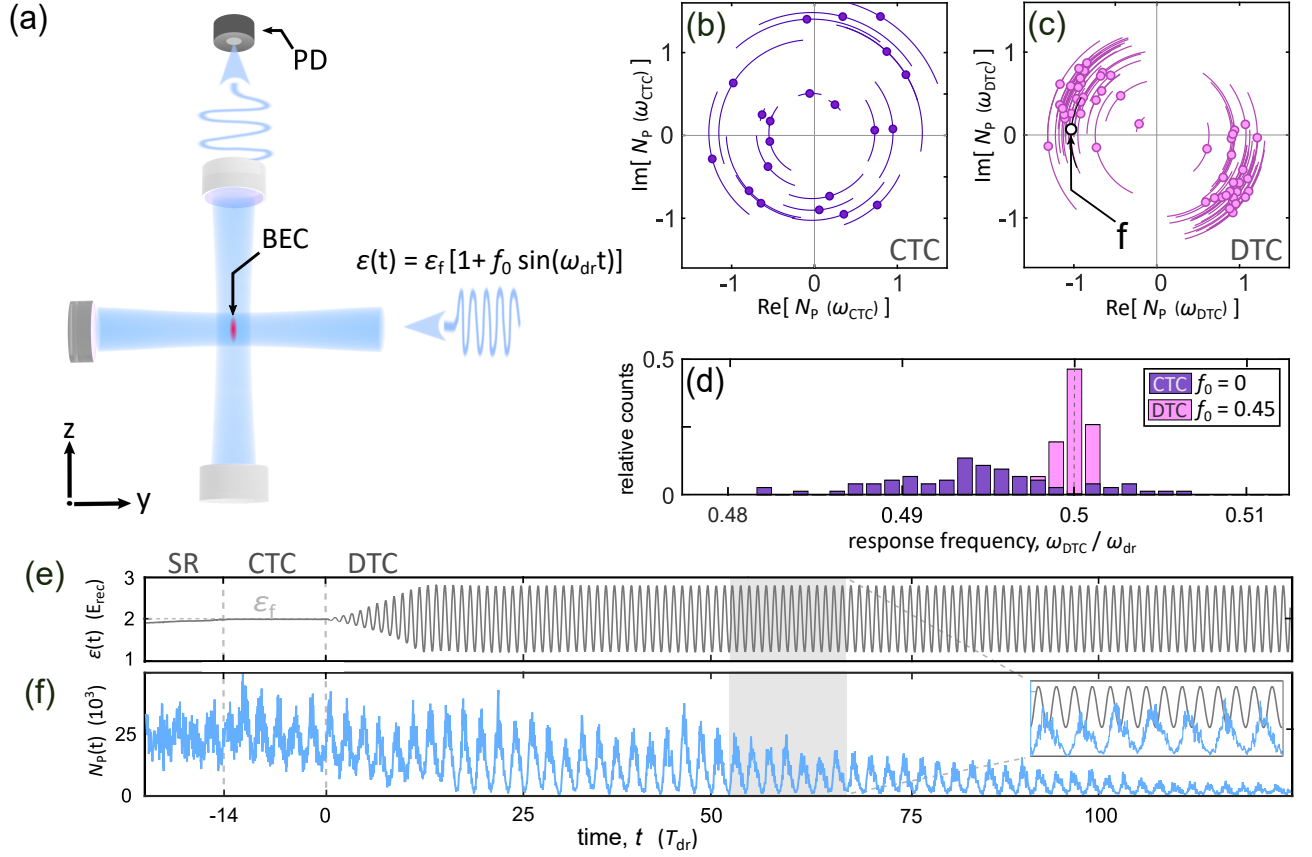 (a)
PD
BEC
ε(t) = ε_f [1+ f_0 sin(ω_dr t)]
z
y
(b)
Im[ N_P (ω_CTC) ]
1
0
-1
CTC
-1 0 1
Re[ N_P (ω_CTC) ]
(c)
Im[ N_P (ω_DTC) ]
1
0
-1
f
DTC
-1 0 1
Re[ N_P (ω_DTC) ]
(d)
relative counts
0.5
0
CTC f_0 = 0
DTC f_0 = 0.45
0.48 0.49 0.5 0.51
response frequency, ω_DTC / ω_dr
SR CTC DTC
(e)
ε(t) (E_rec)
3
2
1
ε_f
(f)
N_P(t) (10³)
25
0
-14 0 25 50 75 100
time, t (T_dr)